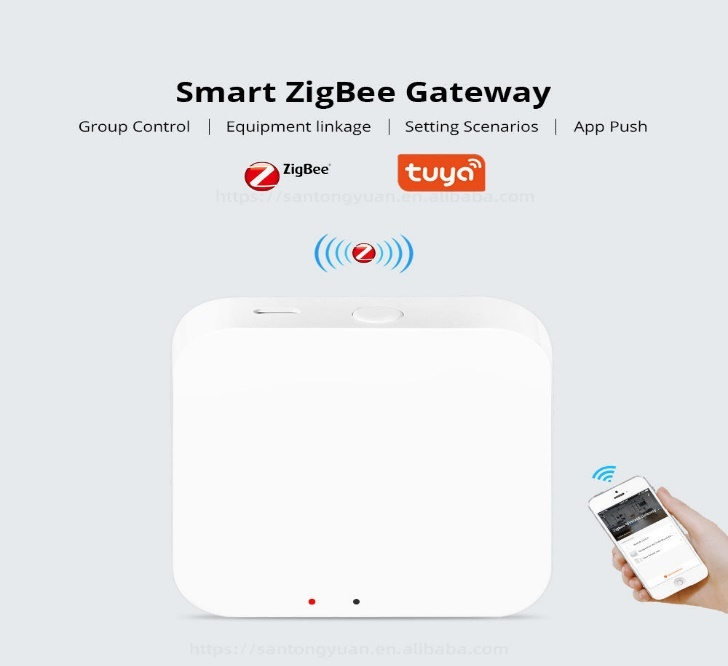 Smart ZigBee Gateway
Group Control | Equipment linkage | Setting Scenarios | App Push
ZigBee®
tuya
https://santongyuan.en.alibaba.com
Z
https://santongyuan.en.alibaba.com